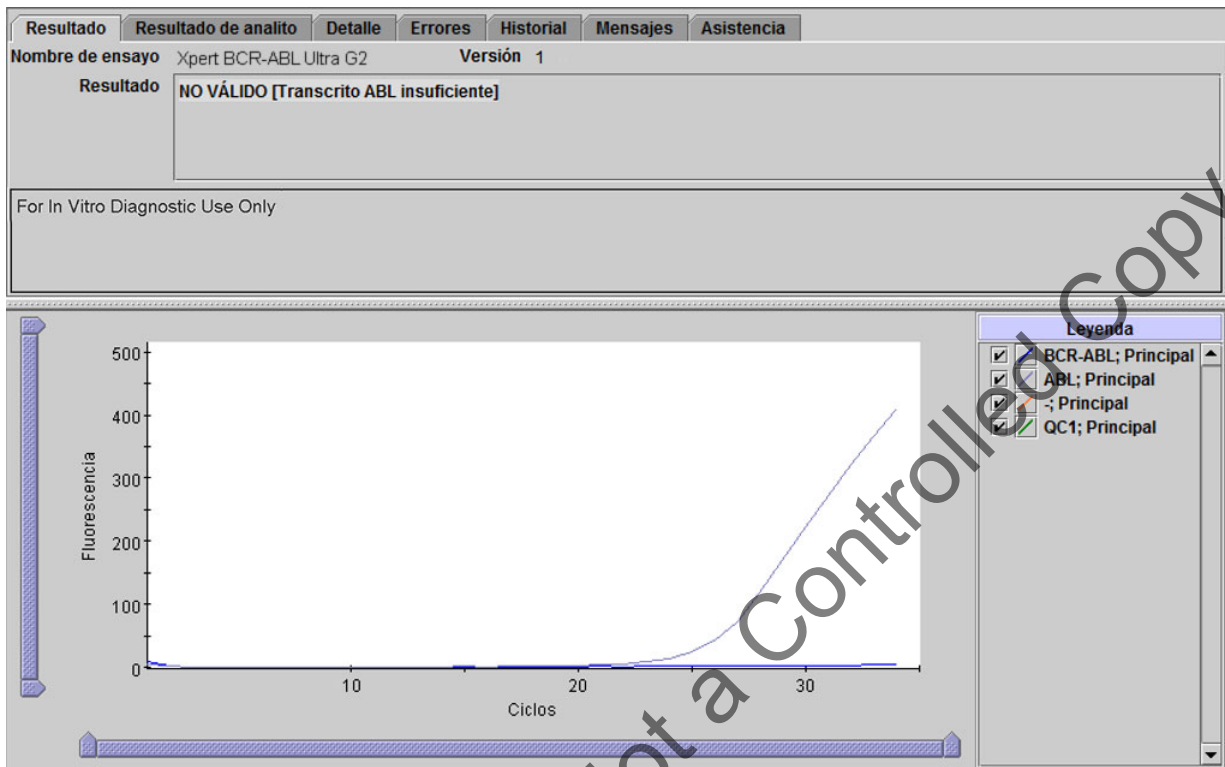 Resultado Resultado de analito Detalle Errores Historial Mensajes Asistencia
Nombre de ensayo Xpert BCR-ABL Ultra G2 Versión 1
Resultado NO VÁLIDO [Transcrito ABL insuficiente]
For In Vitro Diagnostic Use Only
Leyenda
BCR-ABL; Principal
ABL; Principal
-; Principal
QC1; Principal
500
400
300
200
100
0
Fluorescencia
10 20 30
Ciclos
Not a Controlled Copy